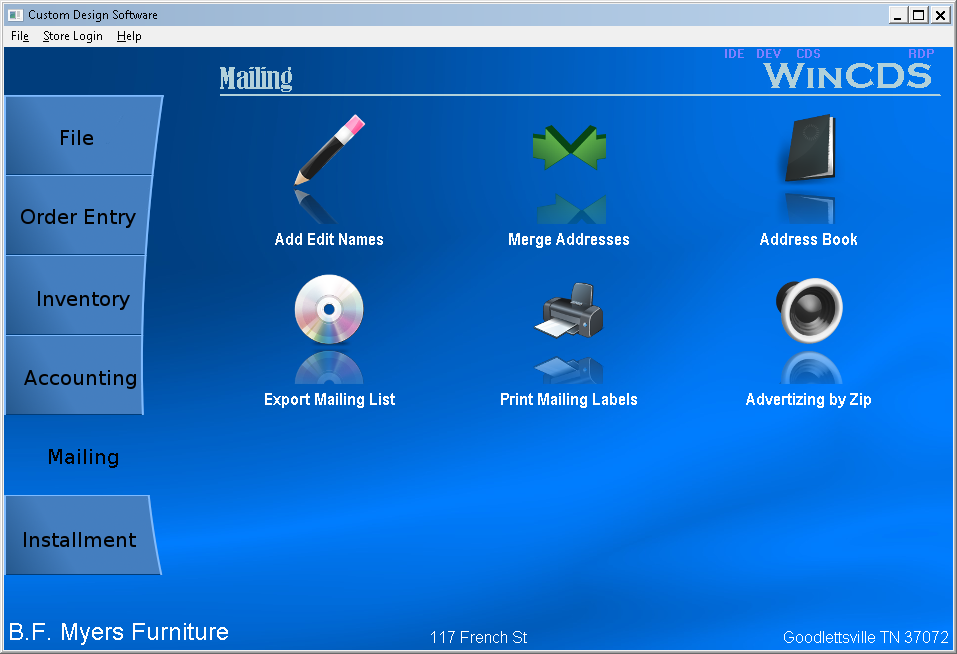 Custom Design Software
File Store Login Help
IDE DEV CDS RDP
Mailing
WinCDS
File
Order Entry
Inventory
Accounting
Mailing
Installment
Add Edit Names
Merge Addresses
Address Book
Export Mailing List
Print Mailing Labels
Advertizing by Zip
B.F. Myers Furniture
117 French St
Goodlettsville TN 37072